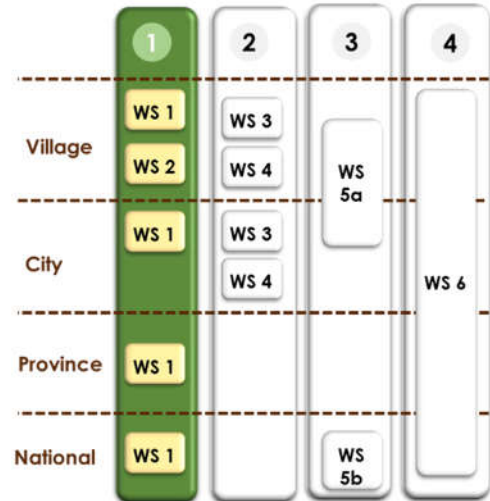 1 2 3 4
Village
WS 1
WS 2
WS 3
WS 4
WS
5a
City
WS 1
WS 3
WS 4
WS 6
Province
WS 1
National
WS 1
WS
5b